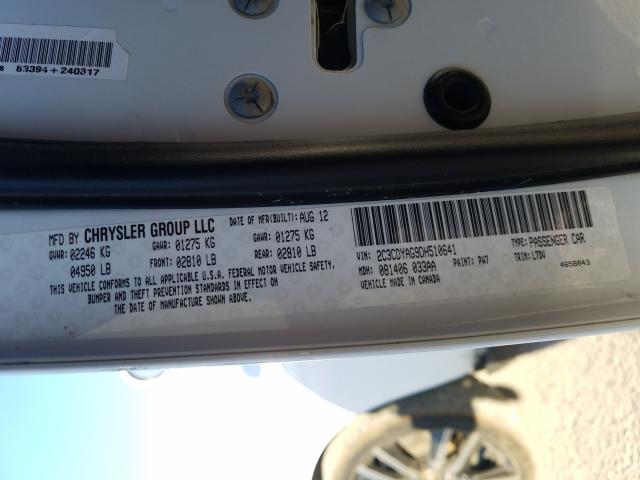 83394+240317
MFD BY CHRYSLER GROUP LLC DATE OF MFR(BUILT): AUG 12
GVWR: 02246 KG GAWR: 01275 KG GAWR: 01275 KG
04950 LB FRONT: 02810 LB REAR: 02810 LB
THIS VEHICLE CONFORMS TO ALL APPLICABLE U.S.A. FEDERAL MOTOR VEHICLE SAFETY,
BUMPER AND THEFT PREVENTION STANDARDS IN EFFECT ON
THE DATE OF MANUFACTURE SHOWN ABOVE.
VIN: 2C3CDYAG9DH510641 TYPE: PASSENGER CAR
MDH: 081406 033AA PAINT: PW7 TRIM: LTDV
VEHICLE MADE IN CANADA 4658843